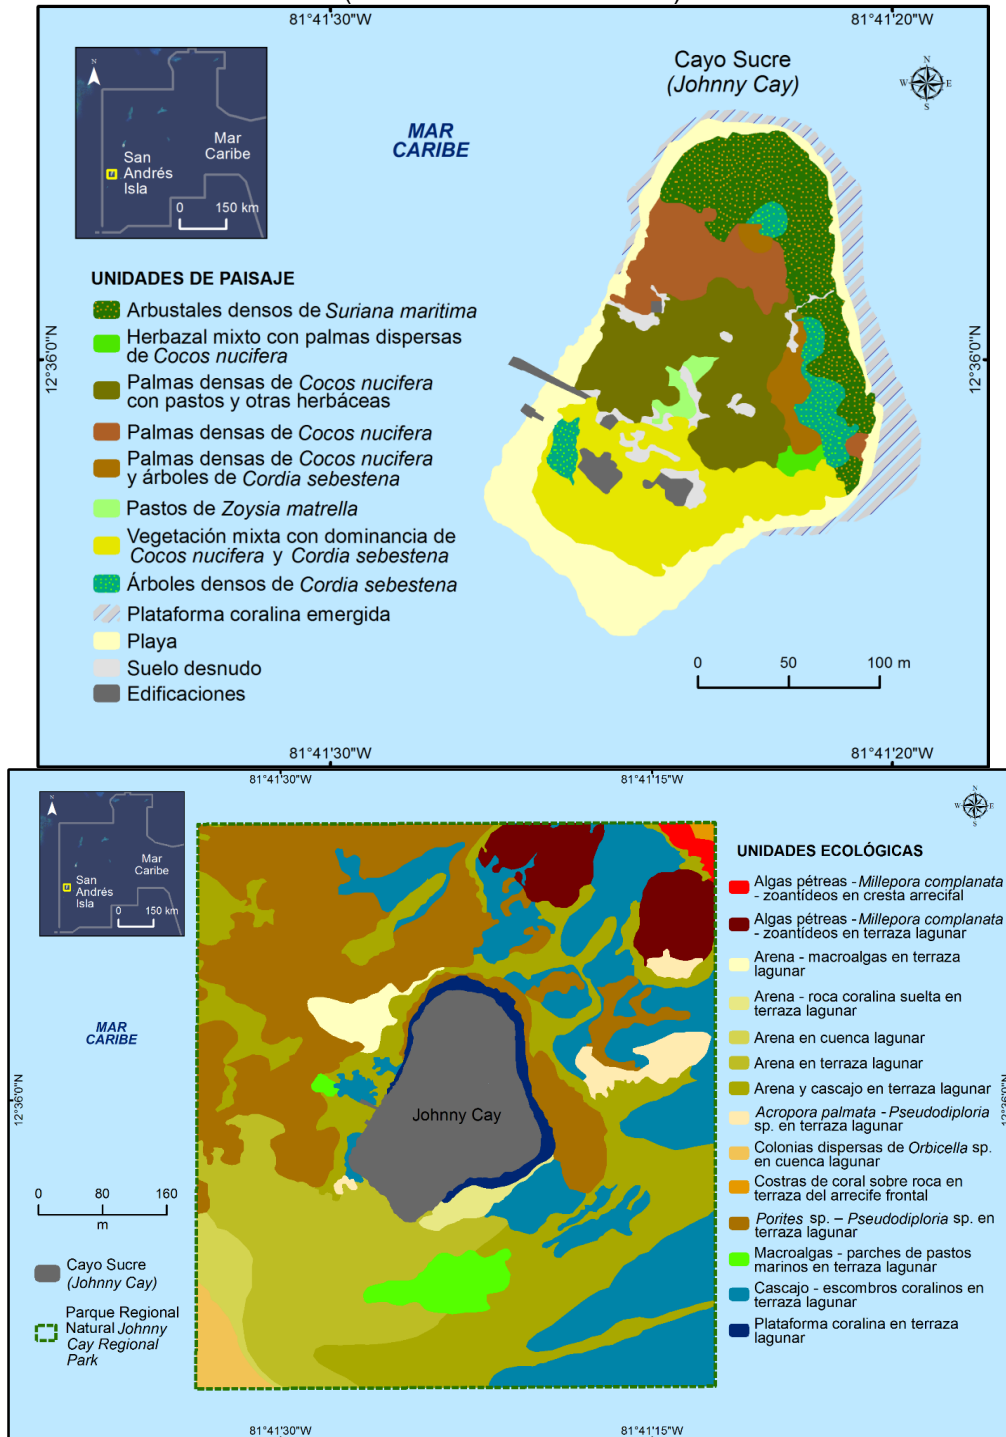 81°41'30"W
81°41'20"W
Cayo Sucre
(Johnny Cay)
N
W
E
S
MAR
CARIBE
N
San
Andrés
Isla
Mar
Caribe
0
150 km
12°36'0"N
12°36'0"N
UNIDADES DE PAISAJE
Arbustales densos de Suriana maritima
Herbazal mixto con palmas dispersas
de Cocos nucifera
Palmas densas de Cocos nucifera
con pastos y otras herbáceas
Palmas densas de Cocos nucifera
Palmas densas de Cocos nucifera
y árboles de Cordia sebestena
Pastos de Zoysia matrella
Vegetación mixta con dominancia de
Cocos nucifera y Cordia sebestena
Árboles densos de Cordia sebestena
Plataforma coralina emergida
Playa
Suelo desnudo
Edificaciones
0
50
100 m
81°41'30"W
81°41'20"W
81°41'30"W
81°41'15"W
N
W
E
S
N
San
Andrés
Isla
Mar
Caribe
0
150 km
MAR
CARIBE
12°36'0"N
Johnny Cay
0
80
160
m
Cayo Sucre
(Johnny Cay)
Parque Regional
Natural Johnny
Cay Regional
Park
UNIDADES ECOLÓGICAS
Algas pétreas - Millepora complanata
- zoantídeos en cresta arrecifal
Algas pétreas - Millepora complanata
- zoantídeos en terraza lagunar
Arena - macroalgas en terraza
lagunar
Arena - roca coralina suelta en
terraza lagunar
Arena en cuenca lagunar
Arena en terraza lagunar
Arena y cascajo en terraza lagunar
Acropora palmata - Pseudodiploria
sp. en terraza lagunar
Colonias dispersas de Orbicella sp.
en cuenca lagunar
Costras de coral sobre roca en
terraza del arrecife frontal
Porites sp. – Pseudodiploria sp. en
terraza lagunar
Macroalgas - parches de pastos
marinos en terraza lagunar
Cascajo - escombros coralinos en
terraza lagunar
Plataforma coralina en terraza
lagunar
12°36'0"N
81°41'30"W
81°41'15"W